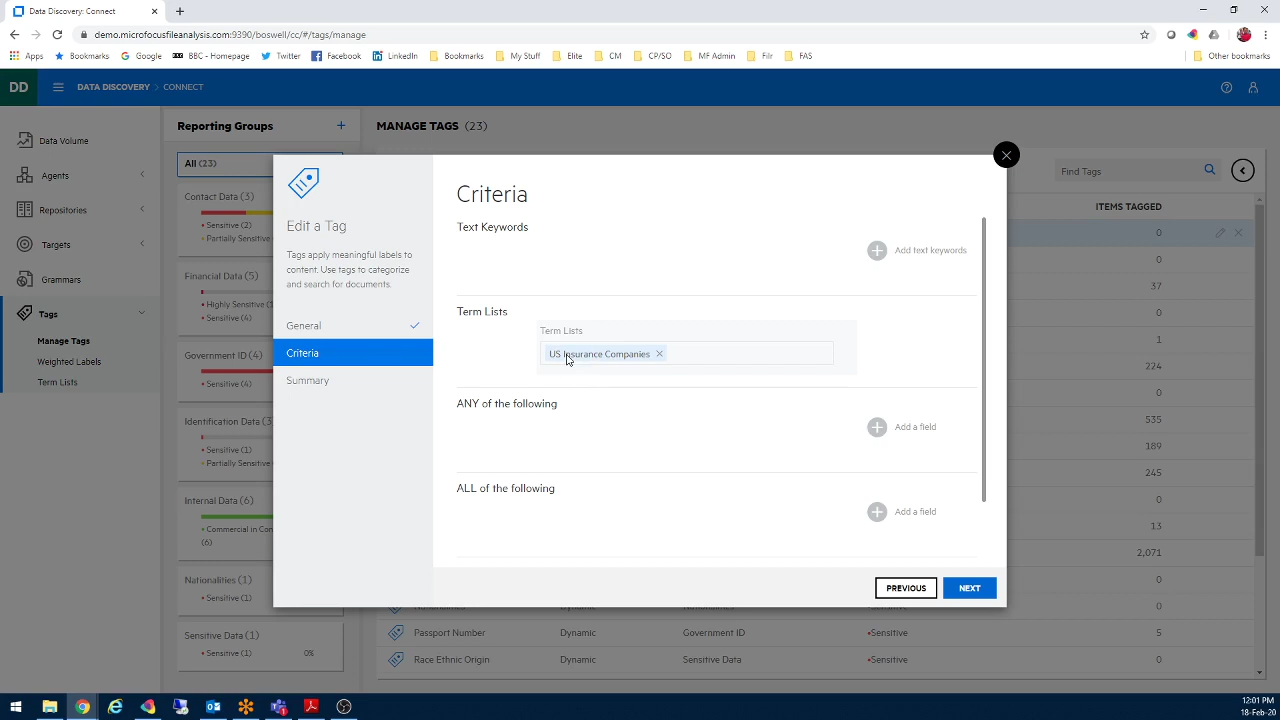 Data Discovery: Connect
demo.microfocusfileanalysis.com:9390/boswell/cc/#/tags/manage
Apps
Bookmarks
Google
BBC - Homepage
Twitter
Facebook
LinkedIn
Bookmarks
My Stuff
Elite
CM
CP/SO
MF Admin
Filr
FAS
Other bookmarks
DD
DATA DISCOVERY > CONNECT
Data Volume
Agents
Repositories
Targets
Grammars
Tags
Manage Tags
Weighted Labels
Term Lists
Reporting Groups
All (23)
Contact Data (3)
Sensitive (2)
Partially Sensitive
Financial Data (5)
Highly Sensitive
Sensitive (4)
Government ID (4)
Sensitive (4)
Identification Data (3
Sensitive (1)
Partially Sensitiv
Internal Data (6)
Commercial in Con
(6)
Nationalities (1)
Sensitive (1)
Sensitive Data (1)
Sensitive (1) 0%
MANAGE TAGS (23)
Find Tags
ITEMS TAGGED
0
0
37
1
224
535
189
245
0
13
2,071
0
Nationalities Dynamic Nationalities Sensitive 0
Passport Number Dynamic Government ID Sensitive 5
Race Ethnic Origin Dynamic Sensitive Data Sensitive 0
Edit a Tag
Tags apply meaningful labels to
content. Use tags to categorize
and search for documents.
General
Criteria
Summary
Criteria
Text Keywords
Add text keywords
Term Lists
Term Lists
US Insurance Companies
ANY of the following
Add a field
ALL of the following
Add a field
PREVIOUS
NEXT
12:01 PM
18-Feb-20